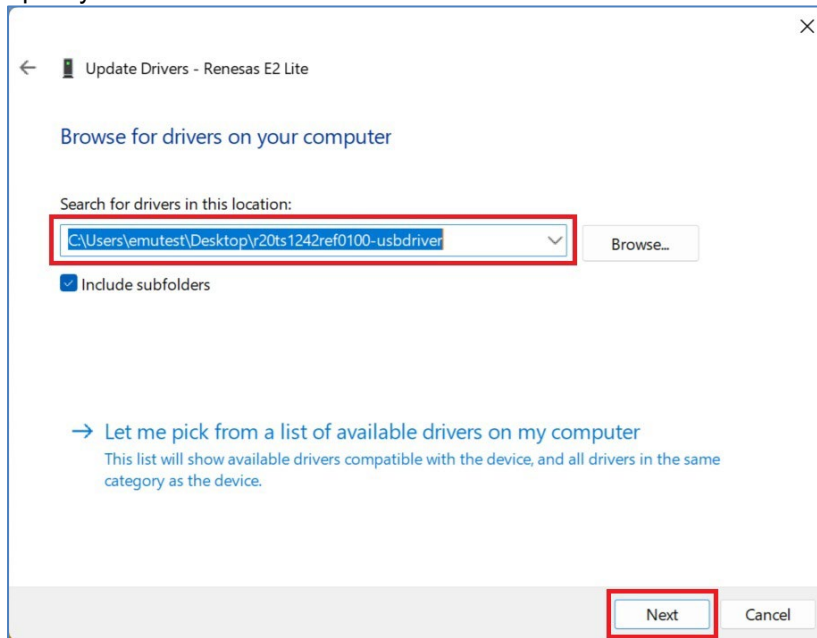 Update Drivers - Renesas E2 Lite
Browse for drivers on your computer
Search for drivers in this location:
C:\Users\emutest\Desktop\r20ts1242ref0100-usbdriver
Browse...
Include subfolders
→ Let me pick from a list of available drivers on my computer
This list will show available drivers compatible with the device, and all drivers in the same
category as the device.
Next
Cancel